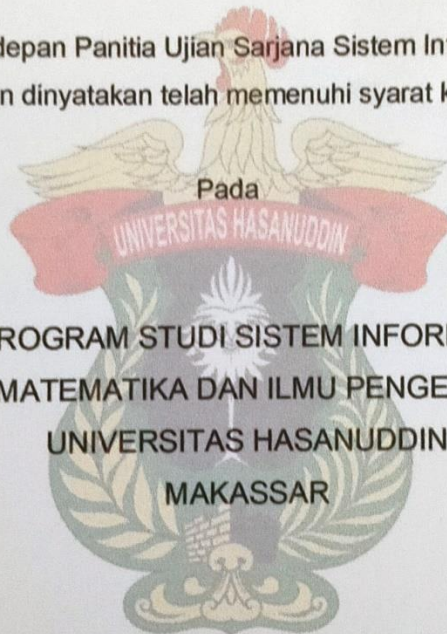 depan Panitia Ujian Sarjana Sistem In
n dinyatakan telah memenuhi syarat
Pada
UNIVERSITAS HASANUDDIN
ROGRAM STUDI SISTEM INFOR
MATEMATIKA DAN ILMU PENGE
UNIVERSITAS HASANUDDIN
MAKASSAR